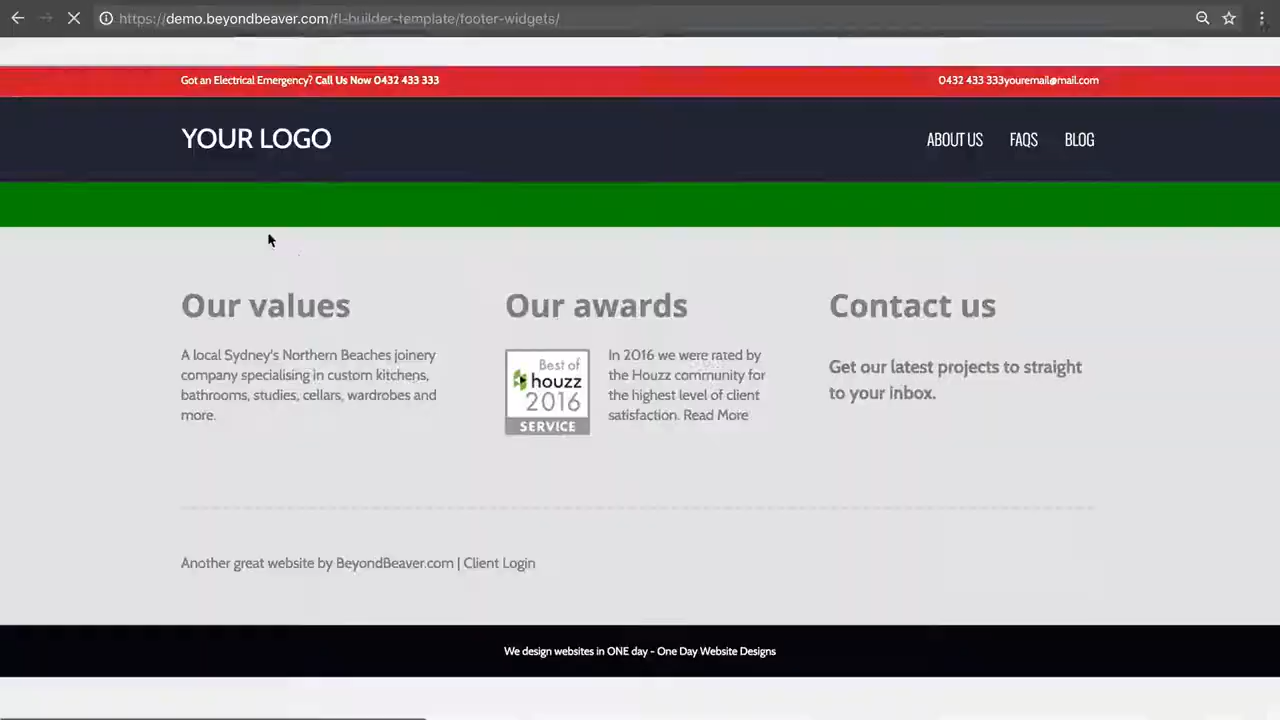 https://demo.beyondbeaver.com/fl-builder-template/footer-widgets/
Got an Electrical Emergency? Call Us Now 0432 433 333
0432 433 333youremail@mail.com
YOUR LOGO
ABOUT US
FAQS
BLOG
Our values
A local Sydney's Northern Beaches joinery
company specialising in custom kitchens,
bathrooms, studies, cellars, wardrobes and
more.
Our awards
Best of
houzz
2016
SERVICE
In 2016 we were rated by
the Houzz community for
the highest level of client
satisfaction. Read More
Contact us
Get our latest projects to straight
to your inbox.
Another great website by BeyondBeaver.com | Client Login
We design websites in ONE day - One Day Website Designs